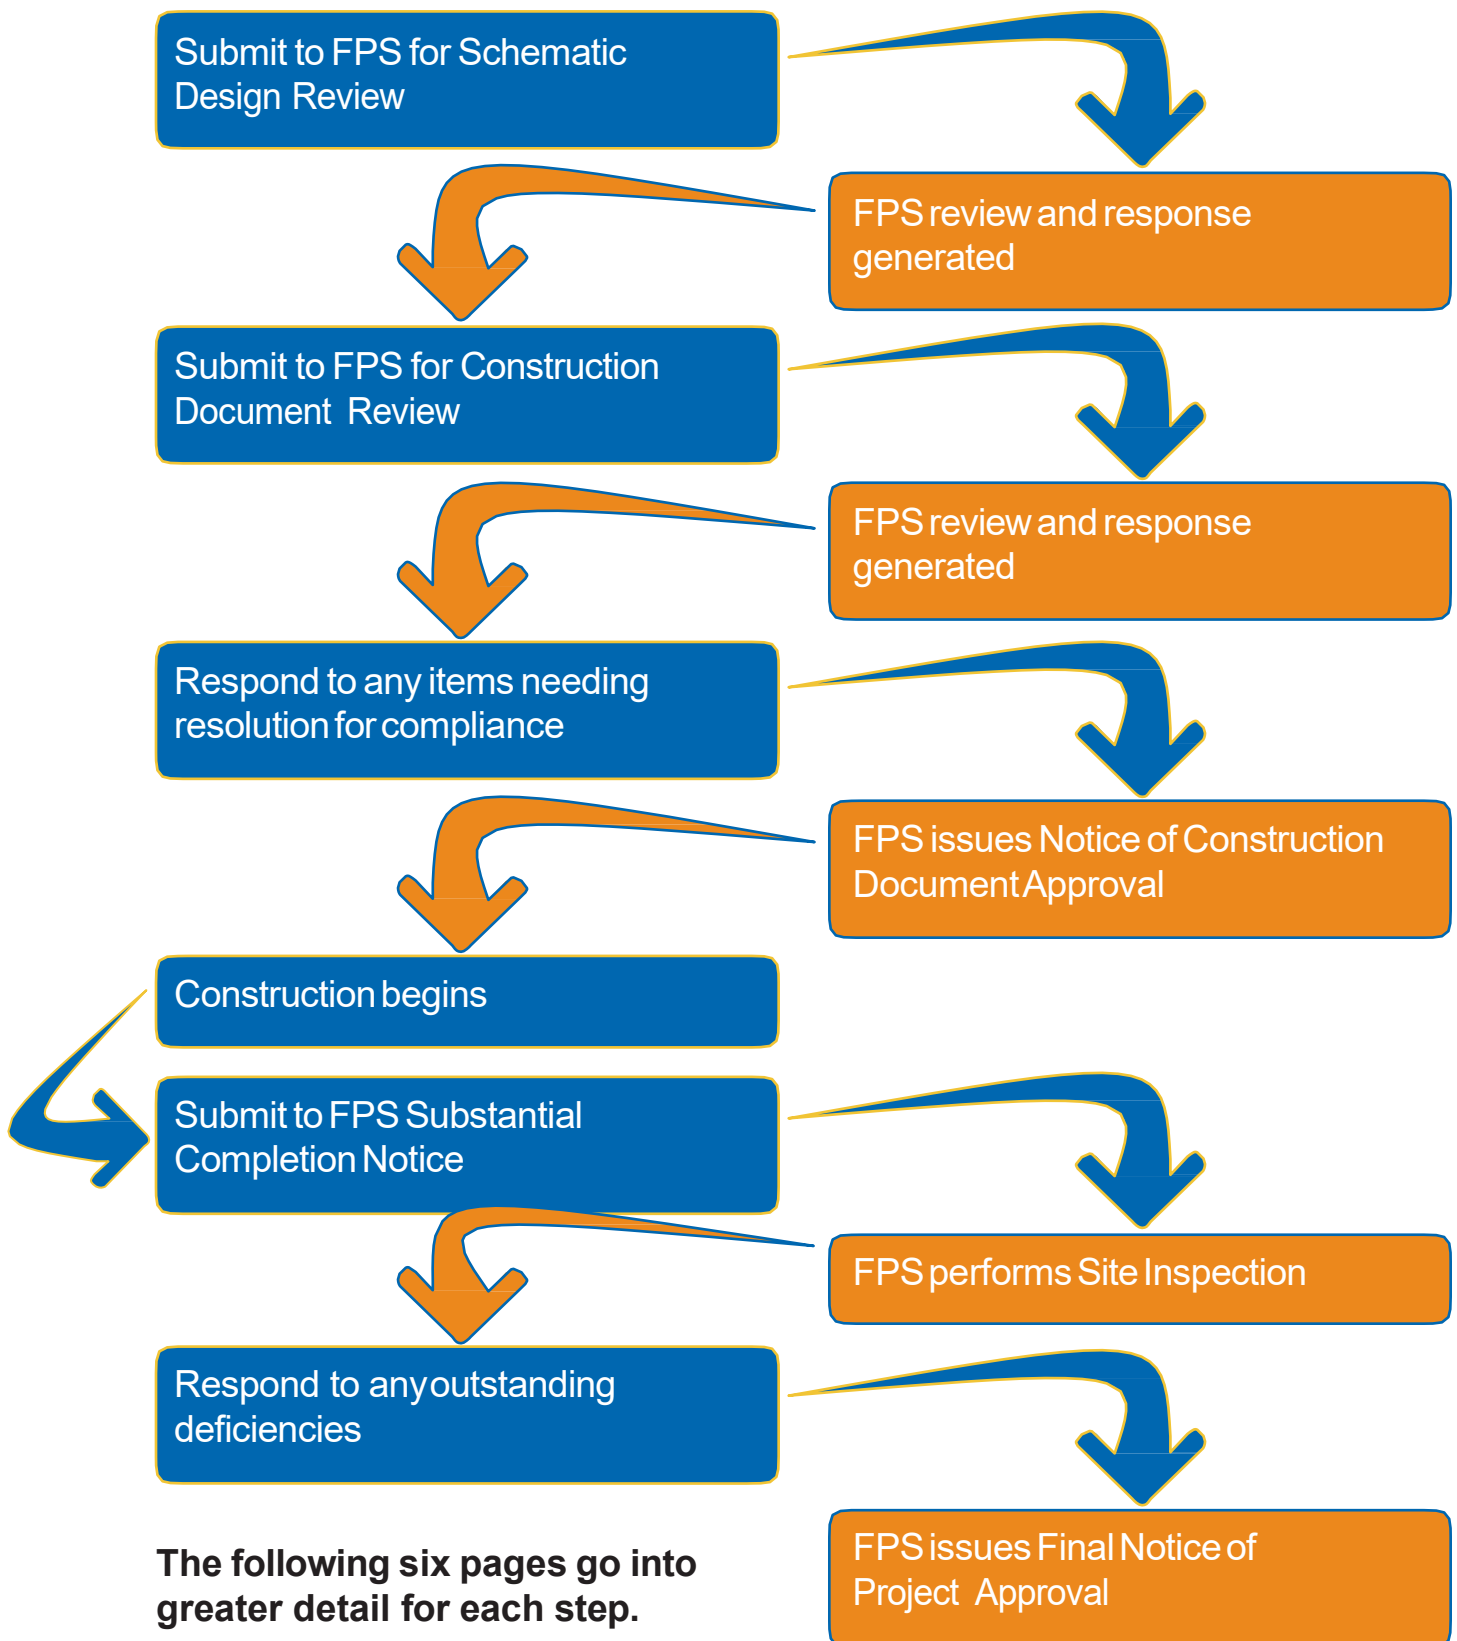 Submit to FPS for Schematic
Design Review
FPS review and response
generated
Submit to FPS for Construction
Document Review
FPS review and response
generated
Respond to any items needing
resolution for compliance
FPS issues Notice of Construction
Document Approval
Construction begins
Submit to FPS Substantial
Completion Notice
FPS performs Site Inspection
Respond to any outstanding
deficiencies
FPS issues Final Notice of
Project Approval
The following six pages go into
greater detail for each step.